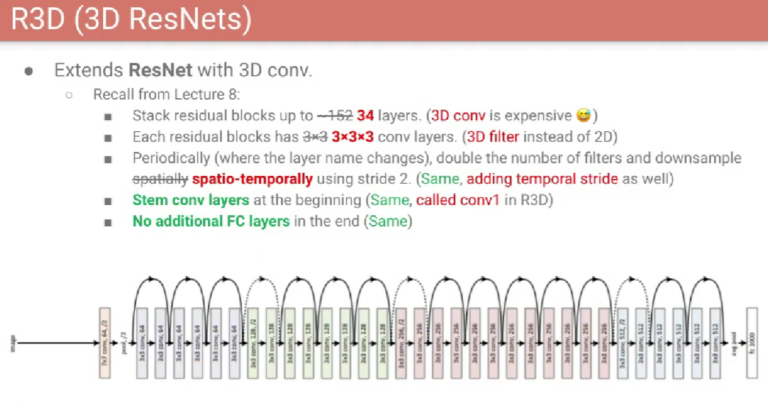 R3D (3D ResNets)
● Extends ResNet with 3D conv.
○ Recall from Lecture 8:
■ Stack residual blocks up to ~152 34 layers. (3D conv is expensive 😅)
■ Each residual blocks has 3×3 3×3×3 conv layers. (3D filter instead of 2D)
■ Periodically (where the layer name changes), double the number of filters and downsample
spatially spatio-temporally using stride 2. (Same, adding temporal stride as well)
■ Stem conv layers at the beginning (Same, called conv1 in R3D)
■ No additional FC layers in the end (Same)
image
7x7 conv, 64, /2
pool, /2
3x3 conv, 64
3x3 conv, 64
3x3 conv, 64
3x3 conv, 64
3x3 conv, 64
3x3 conv, 64
3x3 conv, 128, /2
3x3 conv, 128
3x3 conv, 128
3x3 conv, 128
3x3 conv, 128
3x3 conv, 128
3x3 conv, 128
3x3 conv, 128
3x3 conv, 256, /2
3x3 conv, 256
3x3 conv, 256
3x3 conv, 256
3x3 conv, 256
3x3 conv, 256
3x3 conv, 256
3x3 conv, 256
3x3 conv, 256
3x3 conv, 256
3x3 conv, 256
3x3 conv, 256
3x3 conv, 512, /2
3x3 conv, 512
3x3 conv, 512
3x3 conv, 512
3x3 conv, 512
3x3 conv, 512
avg pool
fc 1000